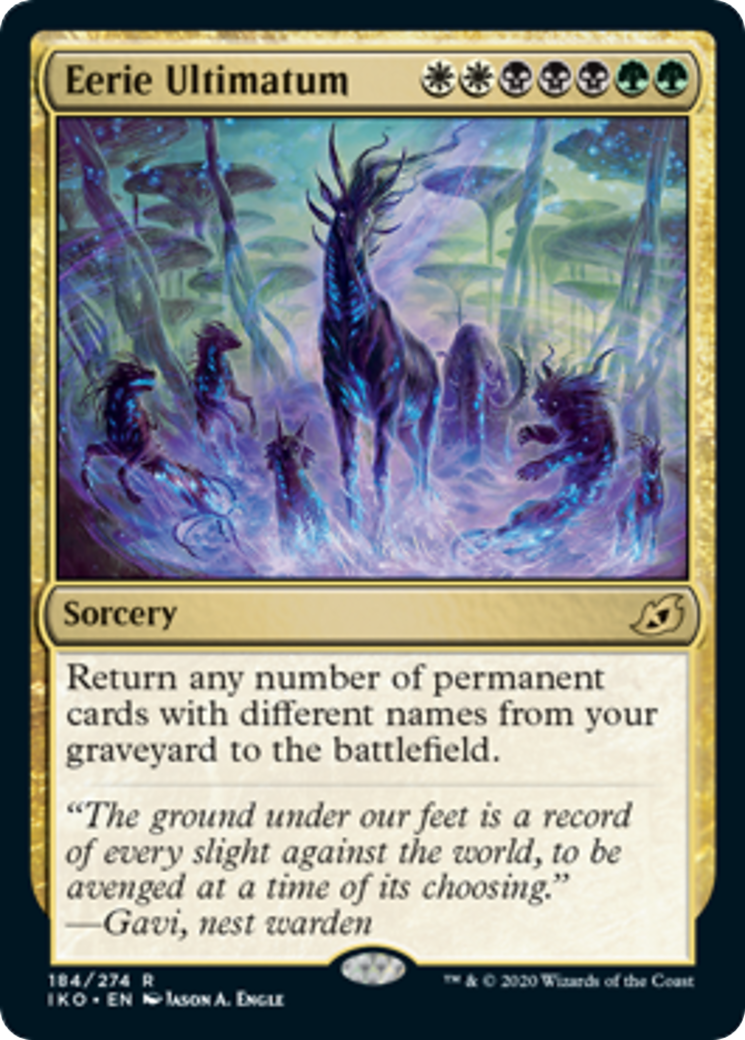 Eerie Ultimatum
Sorcery
Return any number of permanent
cards with different names from your
graveyard to the battlefield.
“The ground under our feet is a record
of every slight against the world, to be
avenged at a time of its choosing.”
—Gavi, nest warden
184/274 R
IKO • EN Jason A. Engle
™ & © 2020 Wizards of the Coast